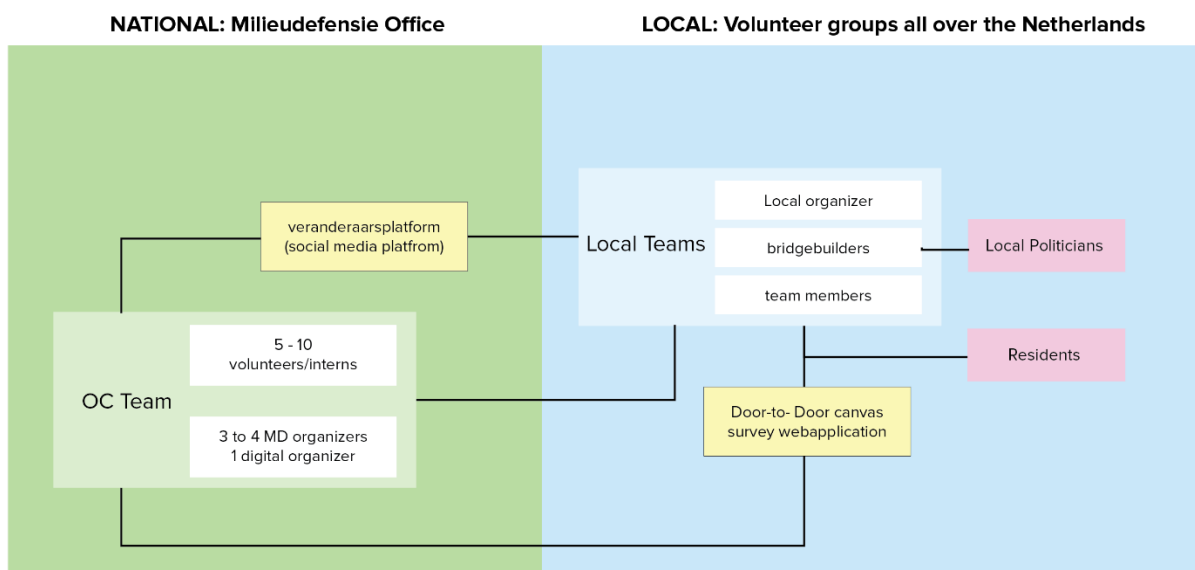 NATIONAL: Milieudefensie Office
LOCAL: Volunteer groups all over the Netherlands
veranderaarsplatform
(social media platfrom)
Local Teams
Local organizer
bridgebuilders
team members
Local Politicians
Residents
OC Team
5 - 10
volunteers/interns
3 to 4 MD organizers
1 digital organizer
Door-to- Door canvas
survey webapplication